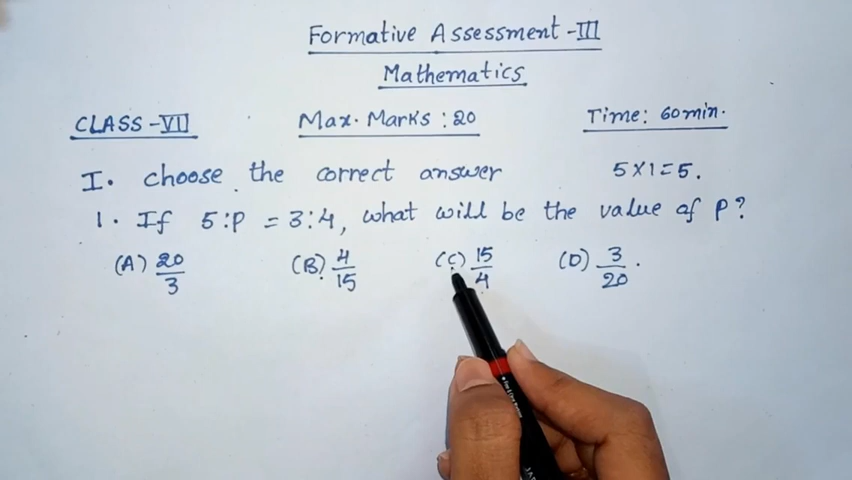 Formative Assessment -III
Mathematics
CLASS-VII Max. Marks : 20 Time: 60min.
I. choose the correct answer 5×1=5.
1. If 5:P = 3:4, what will be the value of P?
(A) 20/3 (B) 4/15 (C) 15/4 (D) 3/20.